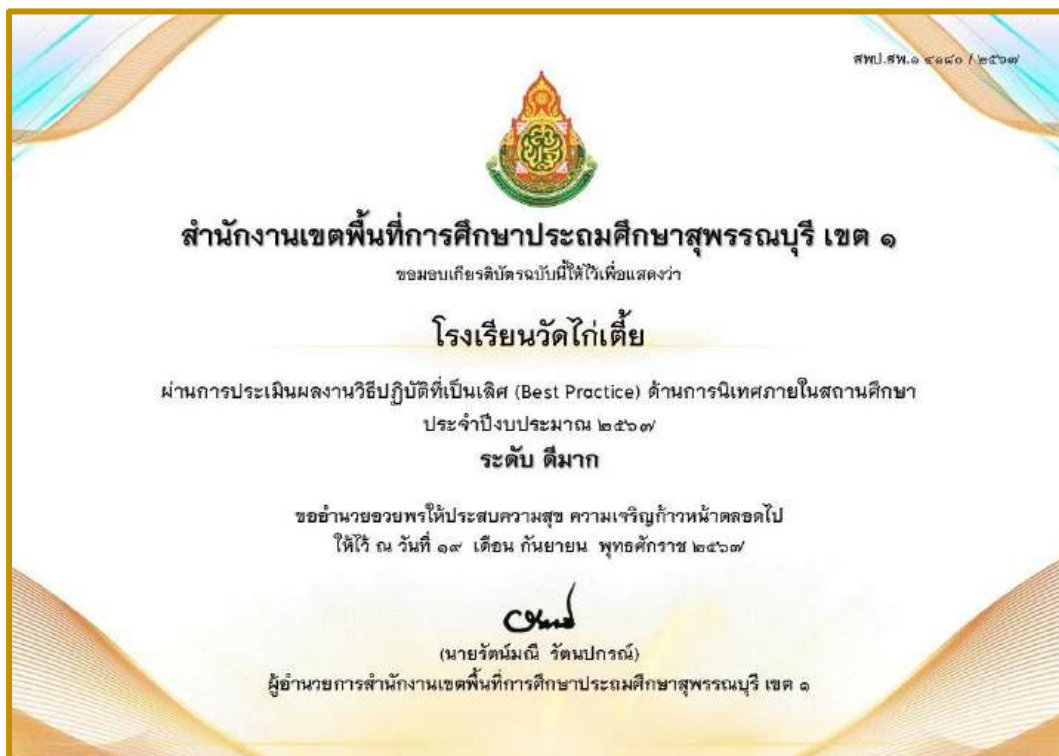 สพป.สพ.๑ ๔๑๘๐ / ๒๕๖๗
สำนักงานเขตพื้นที่การศึกษาประถมศึกษาสุพรรณบุรี เขต ๑
ขอมอบเกียรติบัตรฉบับนี้ให้ไว้เพื่อแสดงว่า
โรงเรียนวัดไก่เตี้ย
ผ่านการประเมินผลงานวิธีปฏิบัติที่เป็นเลิศ (Best Practice) ด้านการนิเทศภายในสถานศึกษา
ประจำปีงบประมาณ ๒๕๖๗
ระดับ ดีมาก
ขออำนวยอวยพรให้ประสบความสุข ความเจริญก้าวหน้าตลอดไป
ให้ไว้ ณ วันที่ ๑๙ เดือน กันยายน พุทธศักราช ๒๕๖๗
(นายรัตน์มณี รัตนปกรณ์)
ผู้อำนวยการสำนักงานเขตพื้นที่การศึกษาประถมศึกษาสุพรรณบุรี เขต ๑